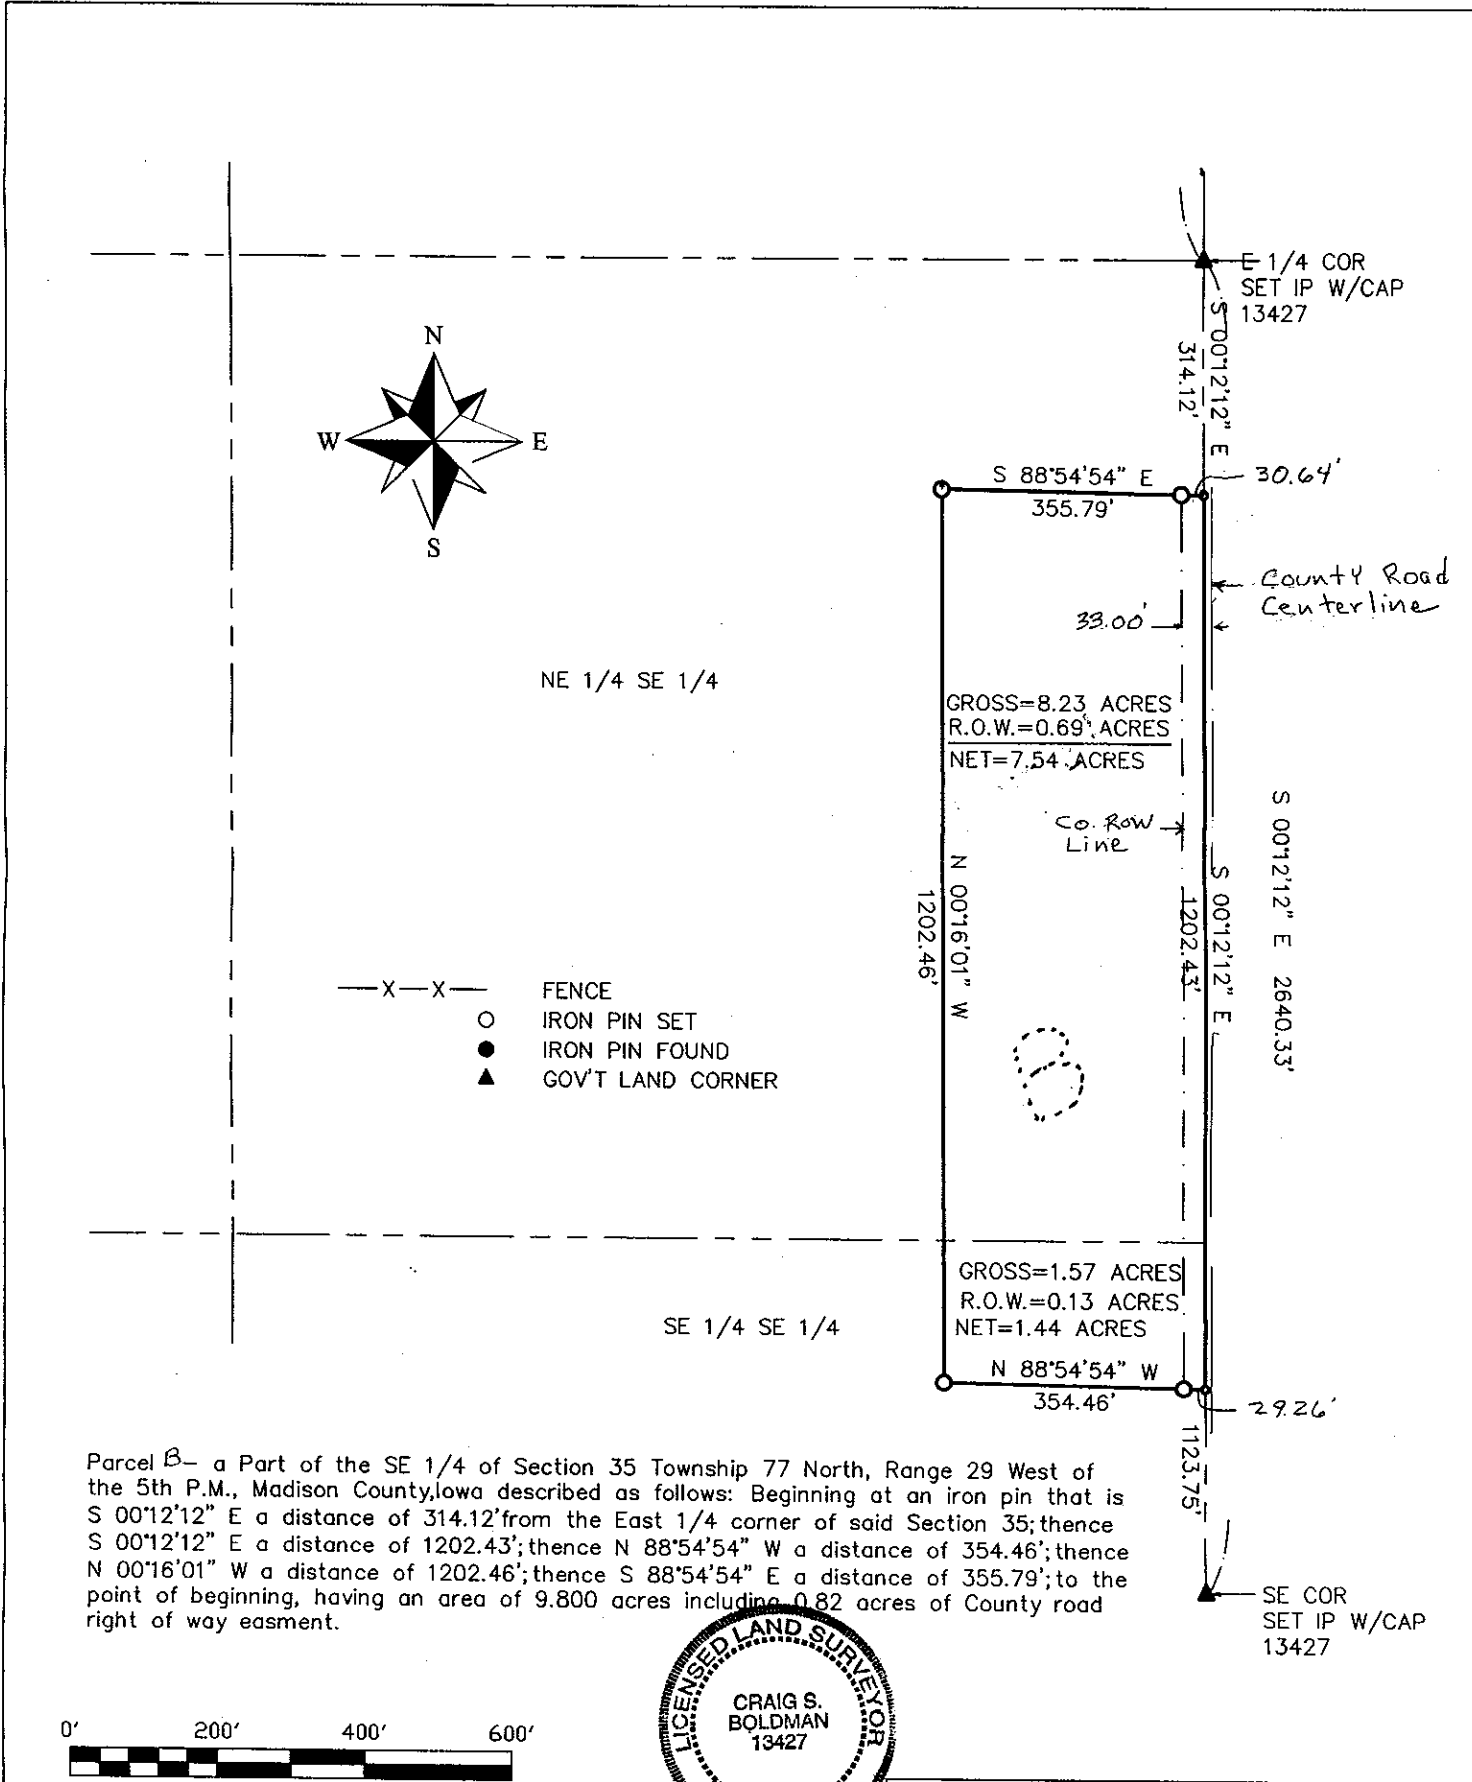 E 1/4 COR
SET IP W/CAP
13427
S 00°12'12" E
314.12'
N
W E
S
S 88°54'54" E
355.79'
30.64'
County Road
Centerline
33.00'
NE 1/4 SE 1/4
GROSS=8.23 ACRES
R.O.W.=0.69 ACRES
NET=7.54 ACRES
Co. ROW
Line
N 00°16'01" W
1202.46'
S 00°12'12" E
1202.43'
S 00°12'12" E 2640.33'
X X FENCE
IRON PIN SET
IRON PIN FOUND
GOV'T LAND CORNER
B
GROSS=1.57 ACRES
R.O.W.=0.13 ACRES
NET=1.44 ACRES
SE 1/4 SE 1/4
N 88°54'54" W
354.46'
29.26'
1123.75'
Parcel B– a Part of the SE 1/4 of Section 35 Township 77 North, Range 29 West of
the 5th P.M., Madison County,Iowa described as follows: Beginning at an iron pin that is
S 00°12'12" E a distance of 314.12'from the East 1/4 corner of said Section 35; thence
S 00°12'12" E a distance of 1202.43'; thence N 88°54'54" W a distance of 354.46'; thence
N 00°16'01" W a distance of 1202.46'; thence S 88°54'54" E a distance of 355.79'; to the
point of beginning, having an area of 9.800 acres including 0.82 acres of County road
right of way easment.
SE COR
SET IP W/CAP
13427
LICENSED LAND SURVEYOR
CRAIG S.
BOLDMAN
13427
0' 200' 400' 600'